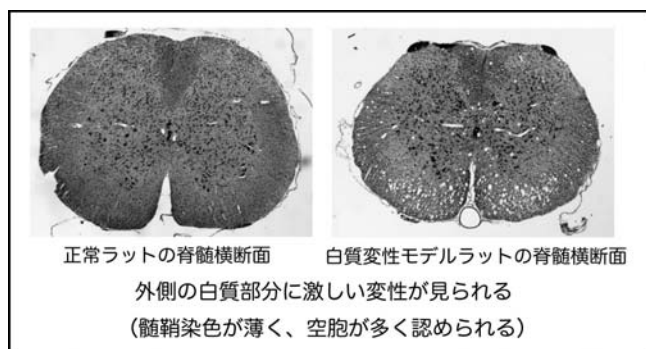 正常ラットの脊髄横断面
白質変性モデルラットの脊髄横断面
外側の白質部分に激しい変性が見られる
（髄鞘染色が薄く、空胞が多く認められる）